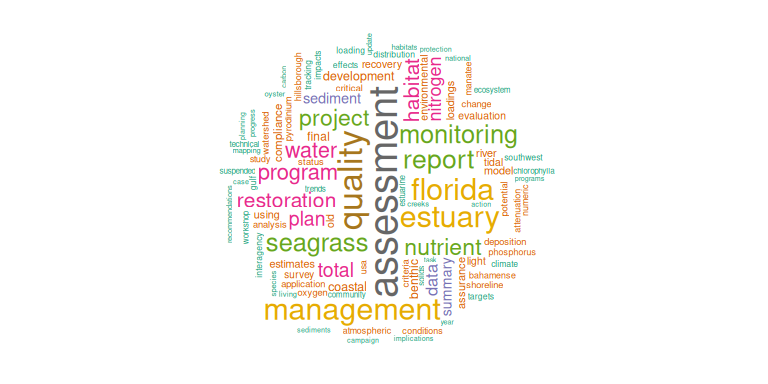 update
habitats
protection
loading
distribution
national
impacts
effects
recovery
habitat
nitrogen
environmental
manatee
carbon
hillsborough
tracking
development
critical
ecosystem
oyster
sediment
assessment
loadings
change
evaluation
planning
progress
watershed
compliance
pyrodinium
project
final
quality
monitoring
technical
mapping
study
water
status
report
river
tidal
southwest
suspended
case
gulf
program
trends
model
chlorophylla
programs
estuarine
florida
potential
attenuation
numeric
recommendations
workshop
restoration
using
analysis
plan
old
creeks
action
estuary
interagency
seagrass
nutrient
deposition
phosphorus
estimates
survey
total
usa
criteria
benthic
solids
task
data
summary
assurance
light
climate
bahamense
shoreline
targets
species
living
application
oxygen
coastal
community
management
year
sediments
atmospheric
conditions
campaign
implications